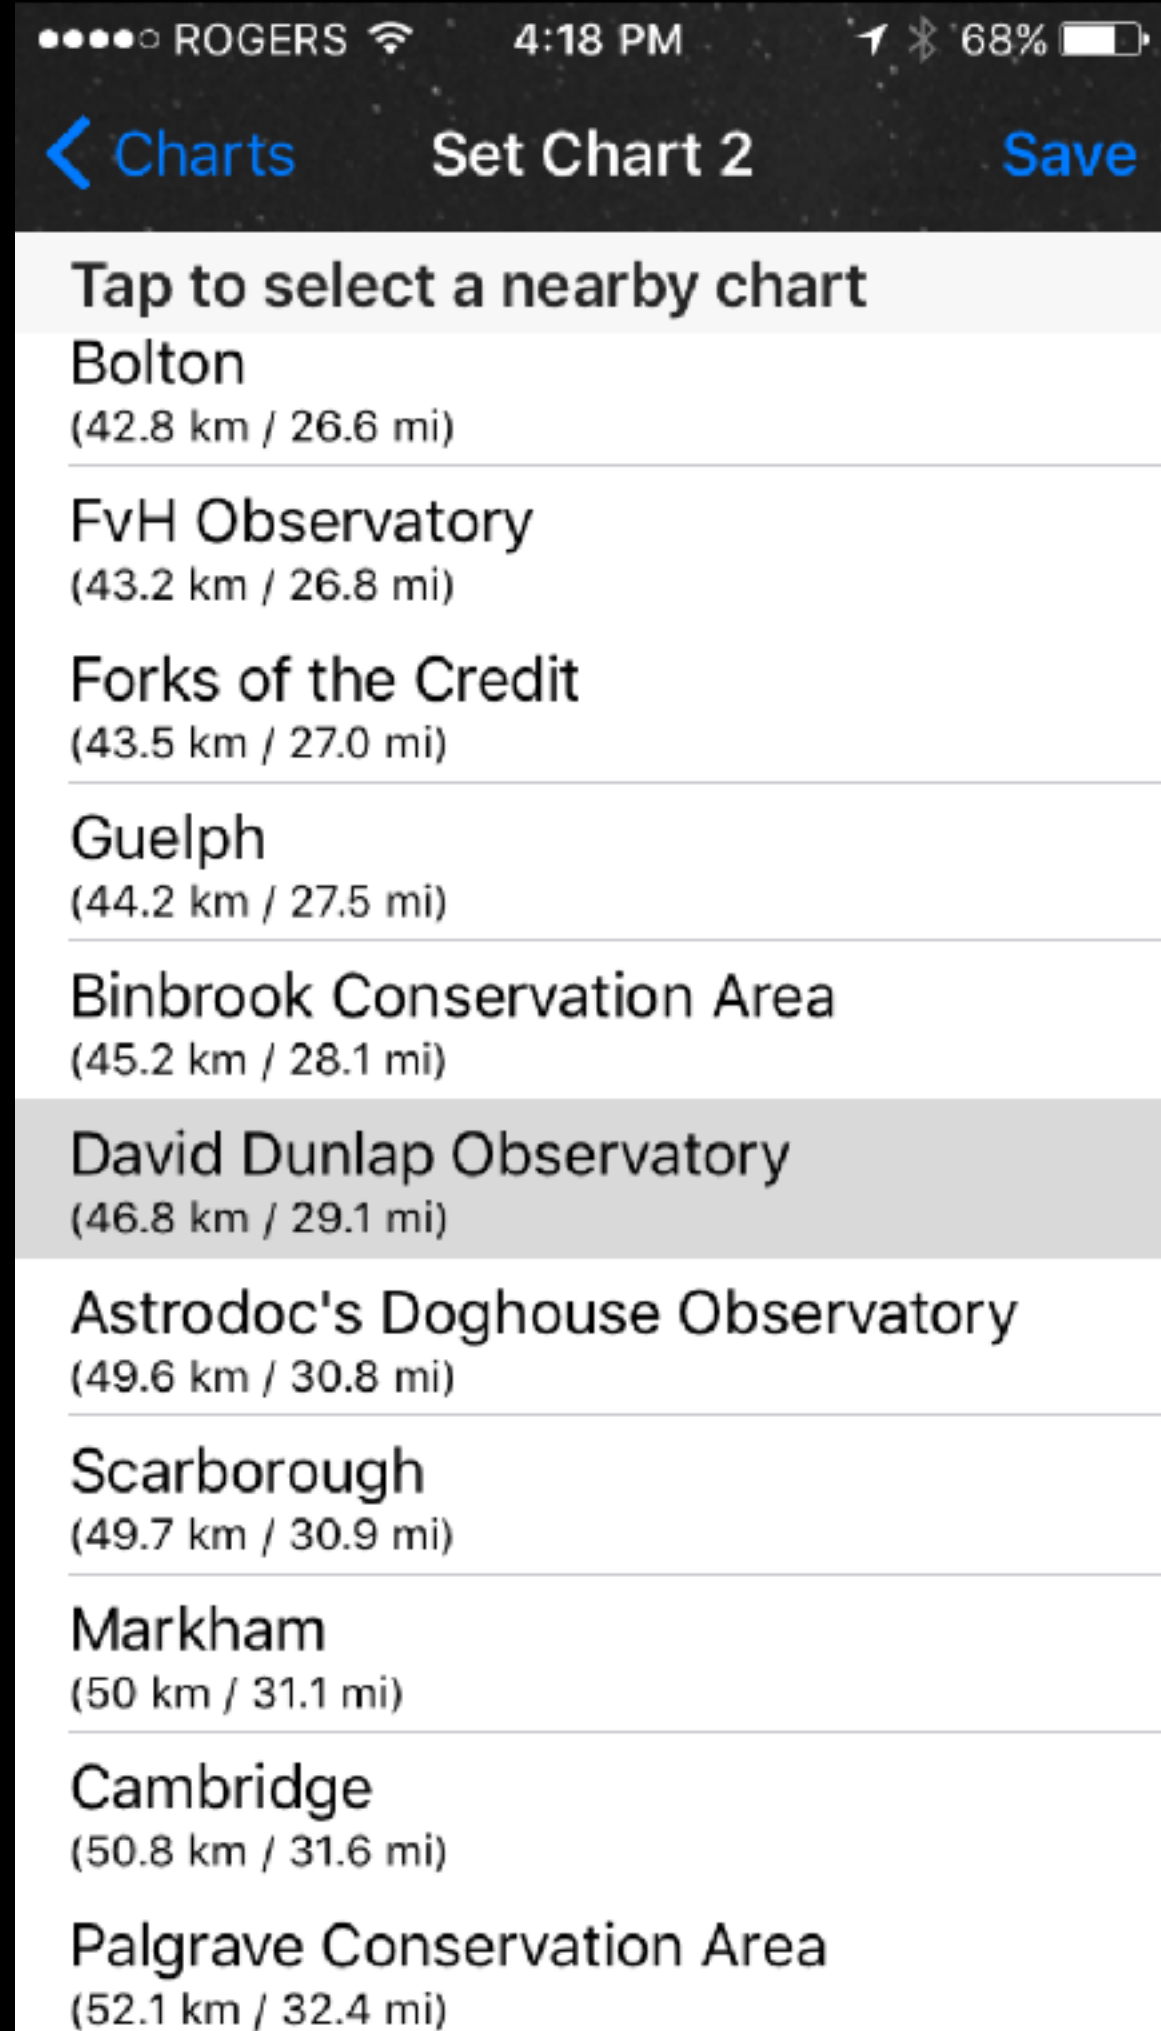 ROGERS 4:18 PM 68%
Charts Set Chart 2 Save
Tap to select a nearby chart
Bolton
(42.8 km / 26.6 mi)
FvH Observatory
(43.2 km / 26.8 mi)
Forks of the Credit
(43.5 km / 27.0 mi)
Guelph
(44.2 km / 27.5 mi)
Binbrook Conservation Area
(45.2 km / 28.1 mi)
David Dunlap Observatory
(46.8 km / 29.1 mi)
Astrodoc's Doghouse Observatory
(49.6 km / 30.8 mi)
Scarborough
(49.7 km / 30.9 mi)
Markham
(50 km / 31.1 mi)
Cambridge
(50.8 km / 31.6 mi)
Palgrave Conservation Area
(52.1 km / 32.4 mi)